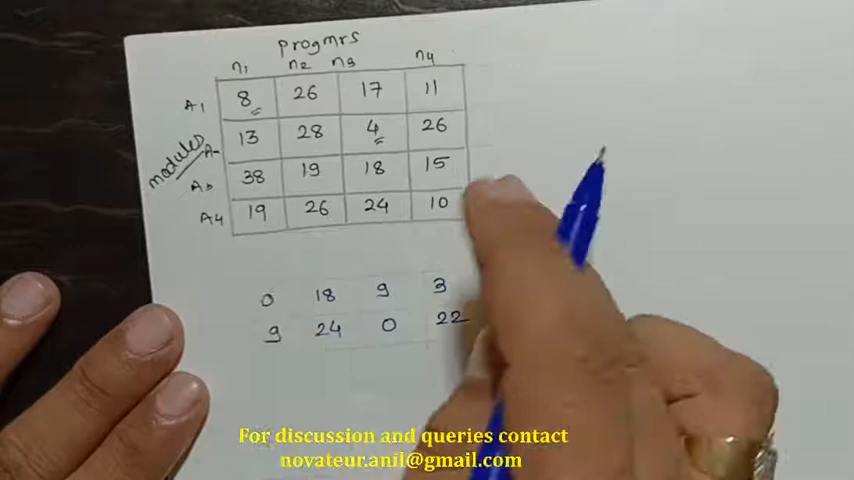 progmrs
n1 n2 n3 n4
A1 8 26 17 11
modules
A2 13 28 4 26
A3 38 19 18 15
A4 19 26 24 10
0 18 9 3
9 24 0 22
For discussion and queries contact
novateur.anil@gmail.com